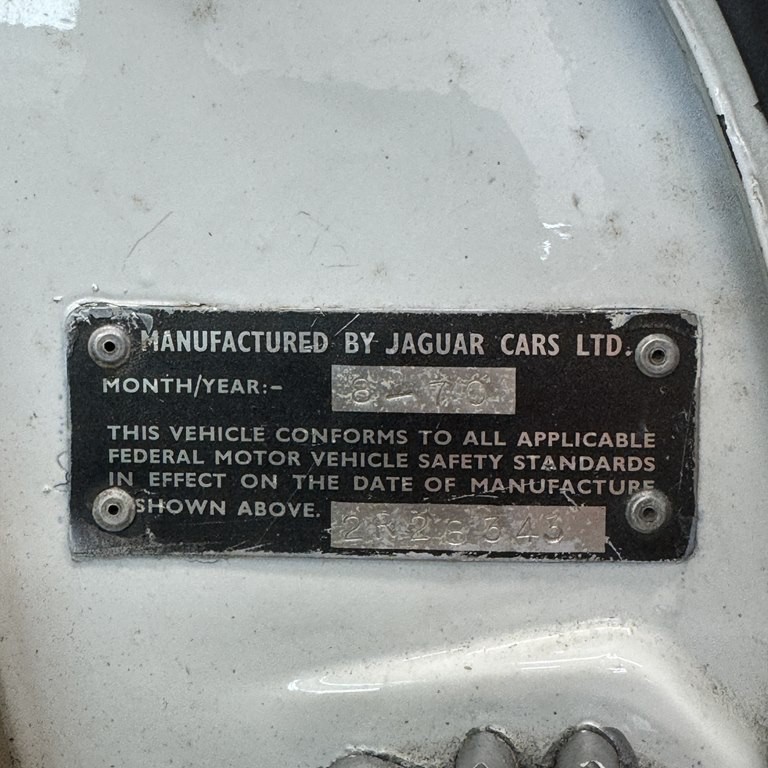 MANUFACTURED BY JAGUAR CARS LTD.
MONTH/YEAR:- 8-70
THIS VEHICLE CONFORMS TO ALL APPLICABLE
FEDERAL MOTOR VEHICLE SAFETY STANDARDS
IN EFFECT ON THE DATE OF MANUFACTURE
SHOWN ABOVE. 2R28343